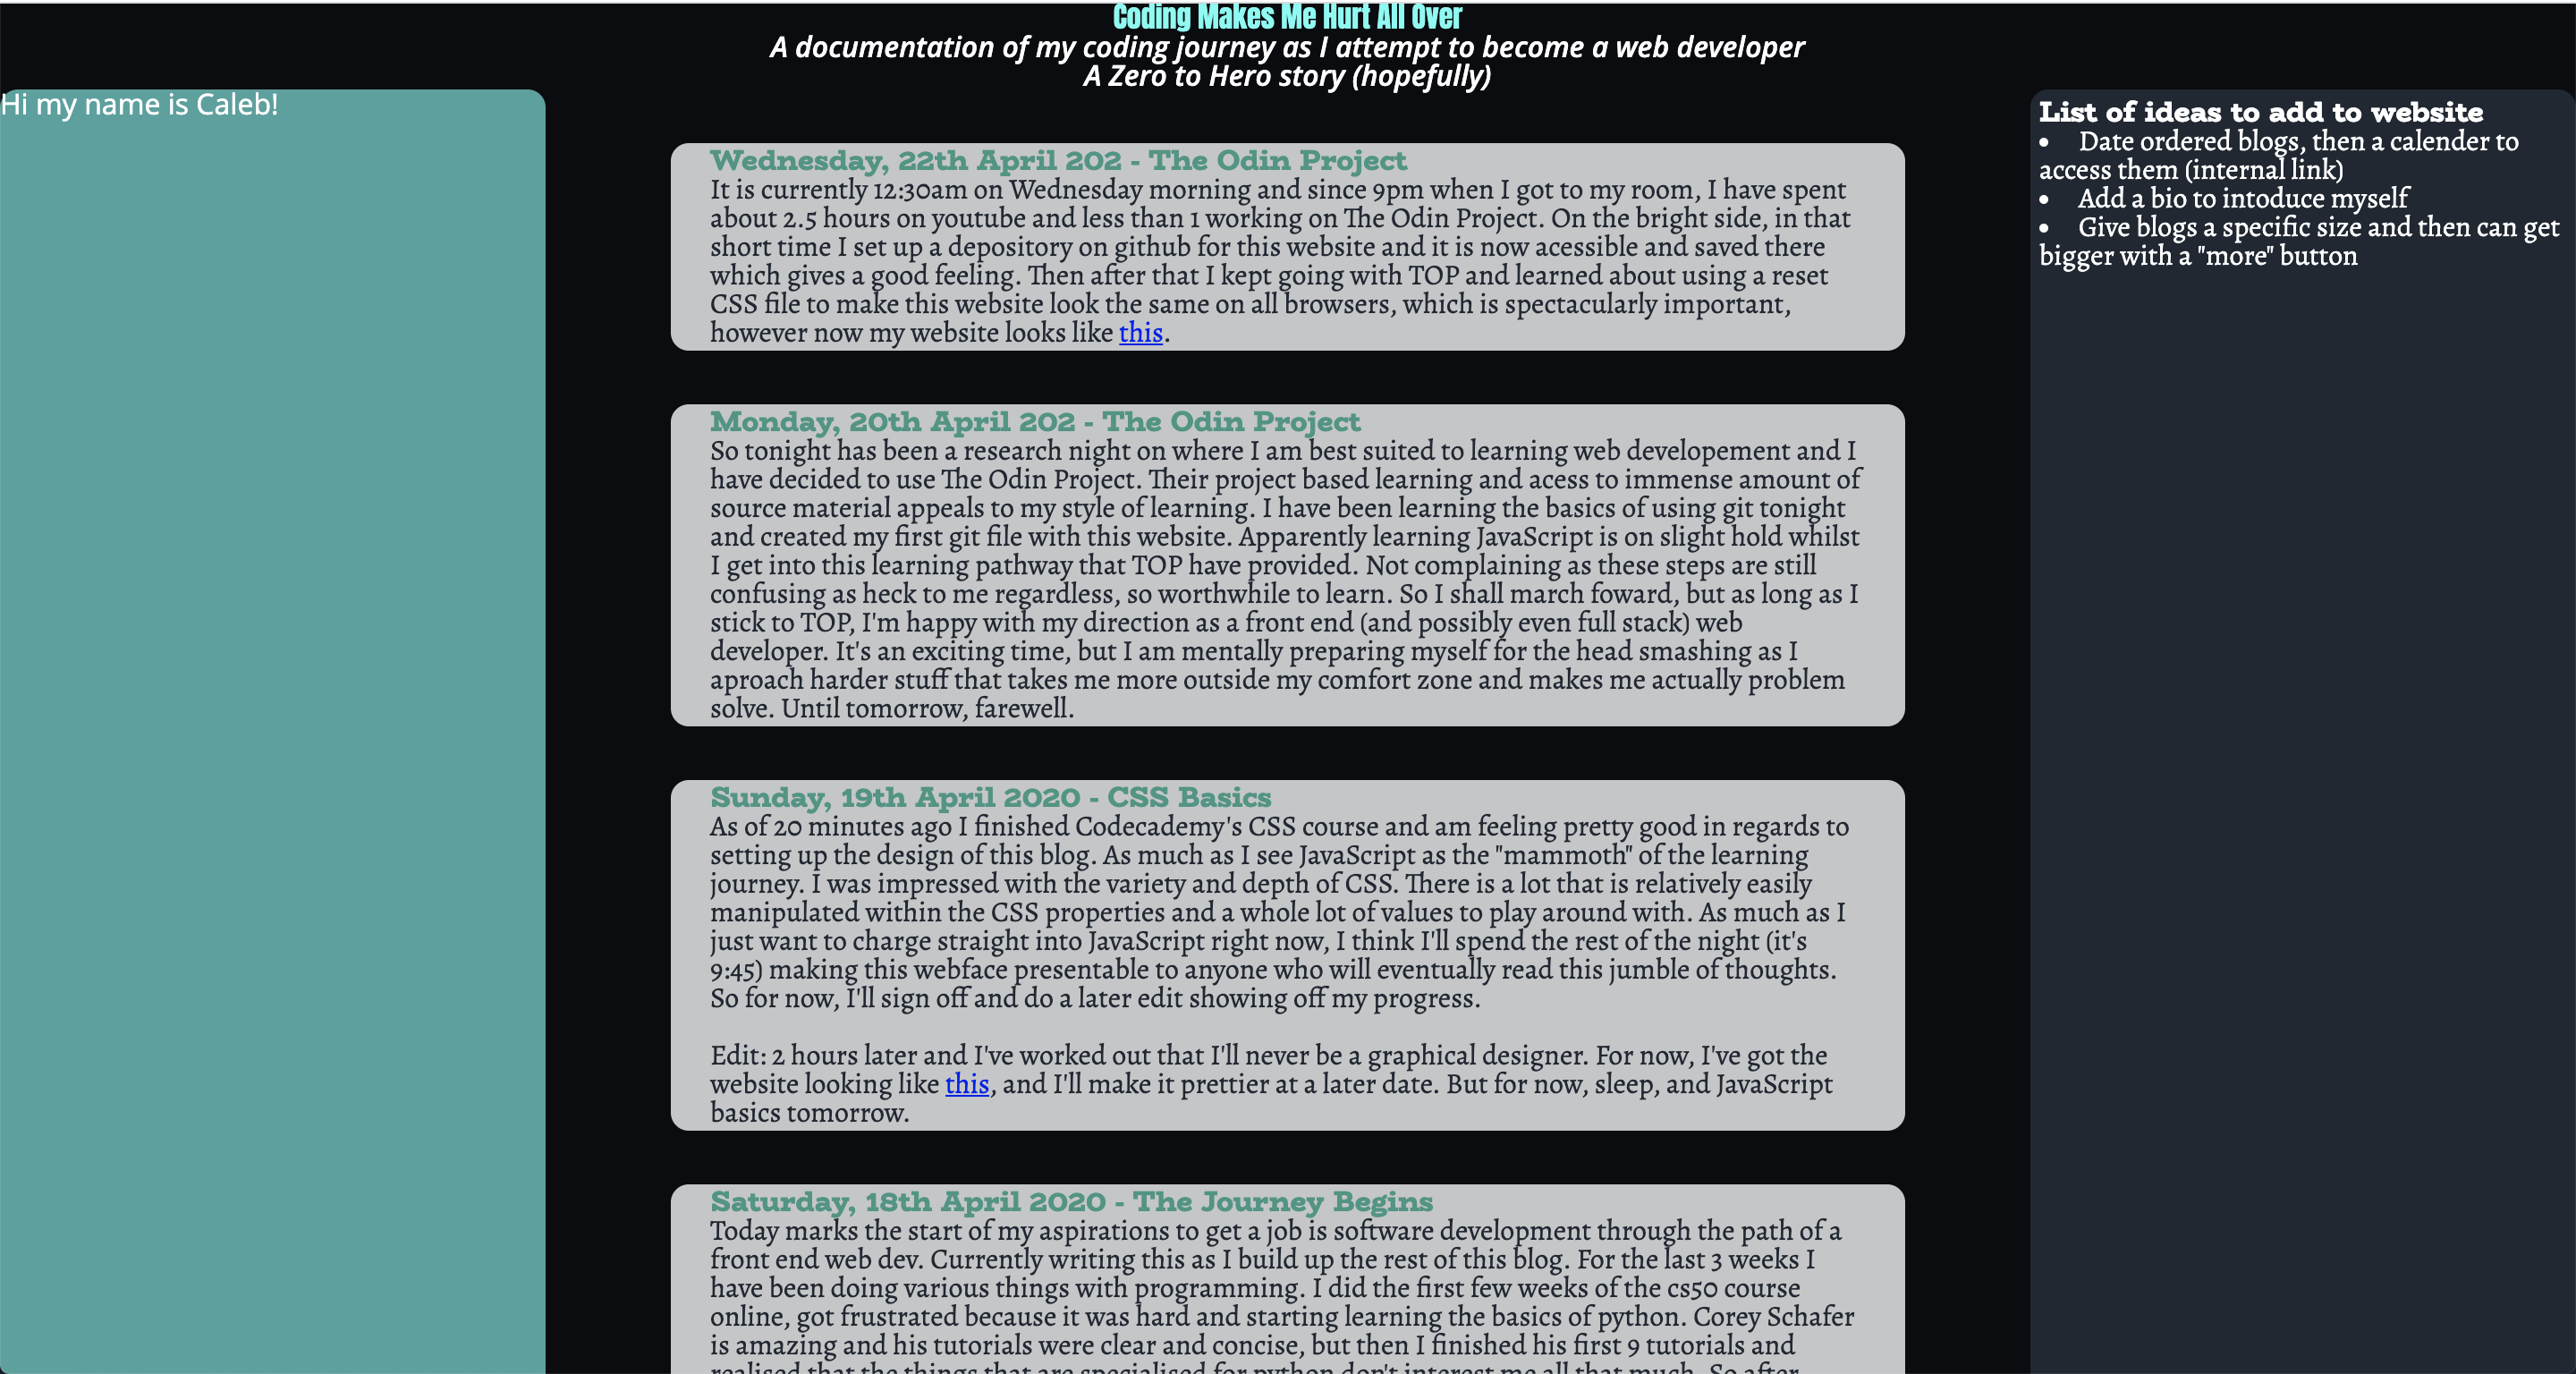 Coding Makes Me Hurt All Over
A documentation of my coding journey as I attempt to become a web developer
A Zero to Hero story (hopefully)
Hi my name is Caleb!
Wednesday, 22th April 202 - The Odin Project
It is currently 12:30am on Wednesday morning and since 9pm when I got to my room, I have spent
about 2.5 hours on youtube and less than 1 working on The Odin Project. On the bright side, in that
short time I set up a depository on github for this website and it is now acessible and saved there
which gives a good feeling. Then after that I kept going with TOP and learned about using a reset
CSS file to make this website look the same on all browsers, which is spectacularly important,
however now my website looks like this.
Monday, 20th April 202 - The Odin Project
So tonight has been a research night on where I am best suited to learning web developement and I
have decided to use The Odin Project. Their project based learning and acess to immense amount of
source material appeals to my style of learning. I have been learning the basics of using git tonight
and created my first git file with this website. Apparently learning JavaScript is on slight hold whilst
I get into this learning pathway that TOP have provided. Not complaining as these steps are still
confusing as heck to me regardless, so worthwhile to learn. So I shall march foward, but as long as I
stick to TOP, I'm happy with my direction as a front end (and possibly even full stack) web
developer. It's an exciting time, but I am mentally preparing myself for the head smashing as I
aproach harder stuff that takes me more outside my comfort zone and makes me actually problem
solve. Until tomorrow, farewell.
Sunday, 19th April 2020 - CSS Basics
As of 20 minutes ago I finished Codecademy's CSS course and am feeling pretty good in regards to
setting up the design of this blog. As much as I see JavaScript as the "mammoth" of the learning
journey. I was impressed with the variety and depth of CSS. There is a lot that is relatively easily
manipulated within the CSS properties and a whole lot of values to play around with. As much as I
just want to charge straight into JavaScript right now, I think I'll spend the rest of the night (it's
9:45) making this webface presentable to anyone who will eventually read this jumble of thoughts.
So for now, I'll sign off and do a later edit showing off my progress.
Edit: 2 hours later and I've worked out that I'll never be a graphical designer. For now, I've got the
website looking like this, and I'll make it prettier at a later date. But for now, sleep, and JavaScript
basics tomorrow.
Saturday, 18th April 2020 - The Journey Begins
Today marks the start of my aspirations to get a job is software development through the path of a
front end web dev. Currently writing this as I build up the rest of this blog. For the last 3 weeks I
have been doing various things with programming. I did the first few weeks of the cs50 course
online, got frustrated because it was hard and starting learning the basics of python. Corey Schafer
is amazing and his tutorials were clear and concise, but then I finished his first 9 tutorials and
realised that the things that are specialised for python don't interest me all that much. So after
List of ideas to add to website
• Date ordered blogs, then a calender to
access them (internal link)
• Add a bio to intoduce myself
• Give blogs a specific size and then can get
bigger with a "more" button